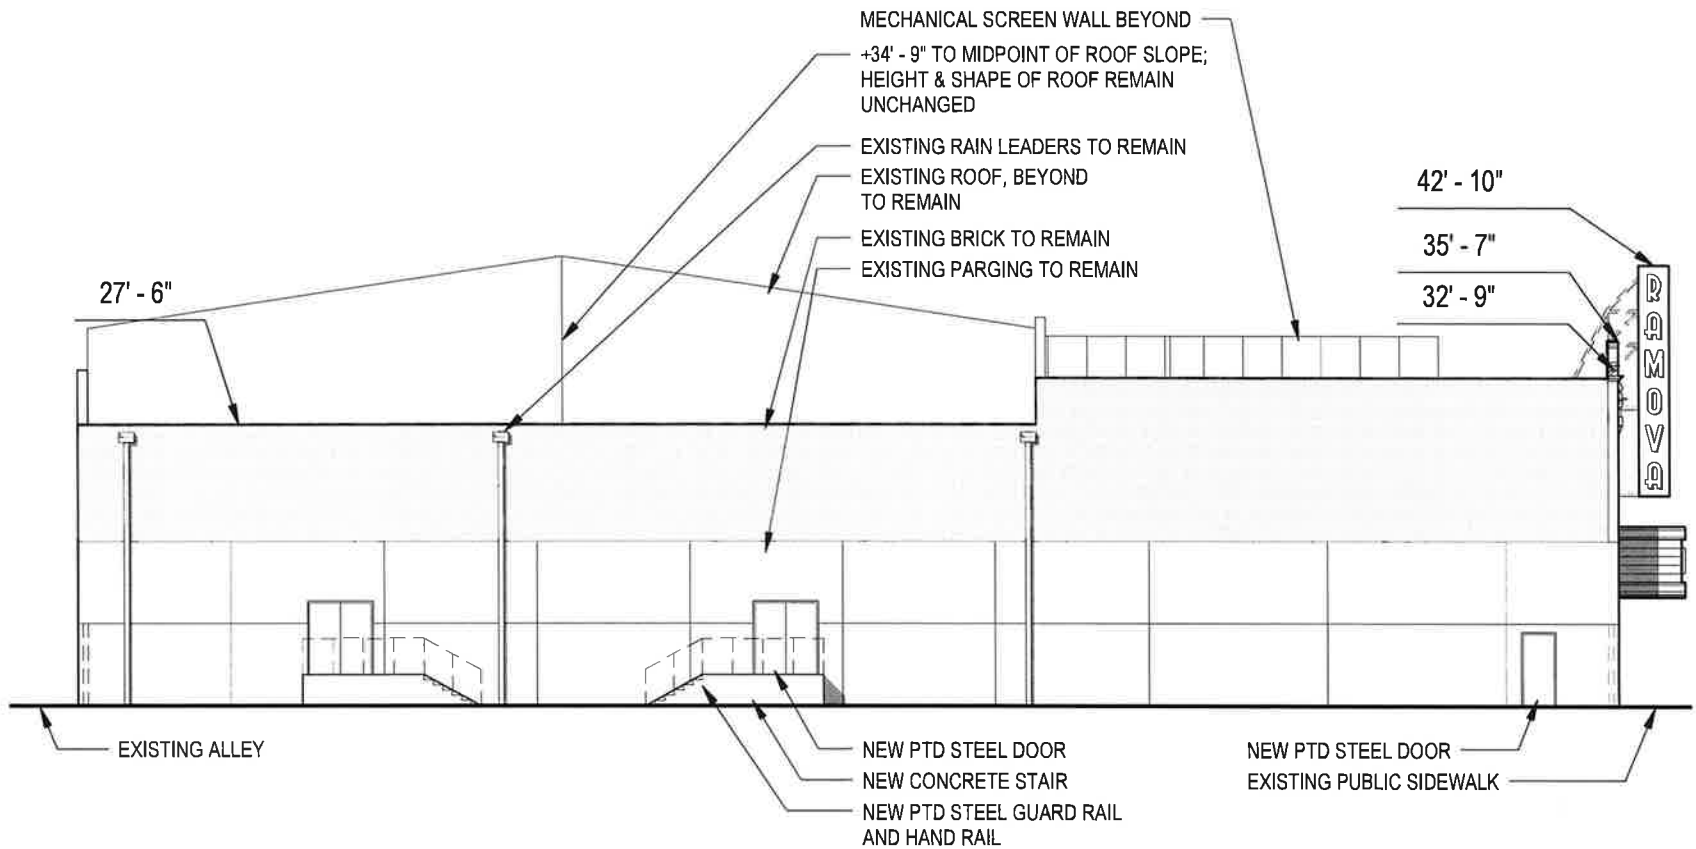 MECHANICAL SCREEN WALL BEYOND
+34' - 9" TO MIDPOINT OF ROOF SLOPE;
HEIGHT & SHAPE OF ROOF REMAIN
UNCHANGED
EXISTING RAIN LEADERS TO REMAIN
EXISTING ROOF, BEYOND
TO REMAIN
EXISTING BRICK TO REMAIN
EXISTING PARGING TO REMAIN
42' - 10"
35' - 7"
32' - 9"
27' - 6"
RAMOVA
EXISTING ALLEY
NEW PTD STEEL DOOR
NEW CONCRETE STAIR
NEW PTD STEEL GUARD RAIL
AND HAND RAIL
NEW PTD STEEL DOOR
EXISTING PUBLIC SIDEWALK